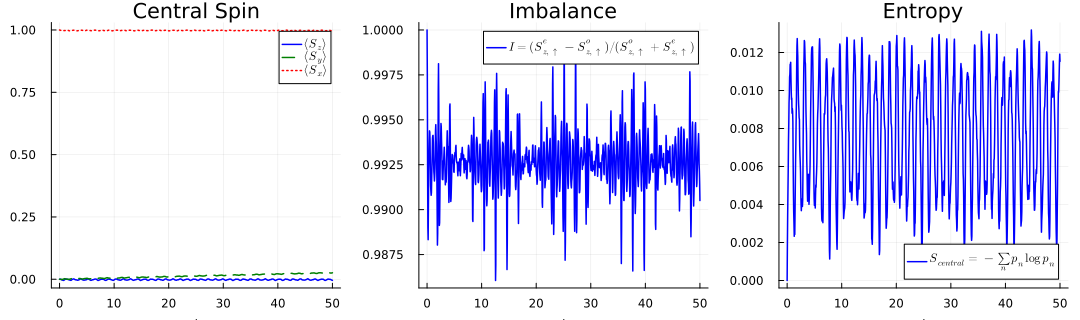 Central Spin
1.00
0.75
0.50
0.25
0.00
0 10 20 30 40 50
⟨S_z⟩
⟨S_y⟩
⟨S_x⟩
Imbalance
1.0000
0.9975
0.9950
0.9925
0.9900
0.9875
0 10 20 30 40 50
I = (S^e_{z,↑} − S^o_{z,↑})/(S^o_{z,↑} + S^e_{z,↑})
Entropy
0.012
0.010
0.008
0.006
0.004
0.002
0.000
0 10 20 30 40 50
S_{central} = − ∑_n p_n log p_n